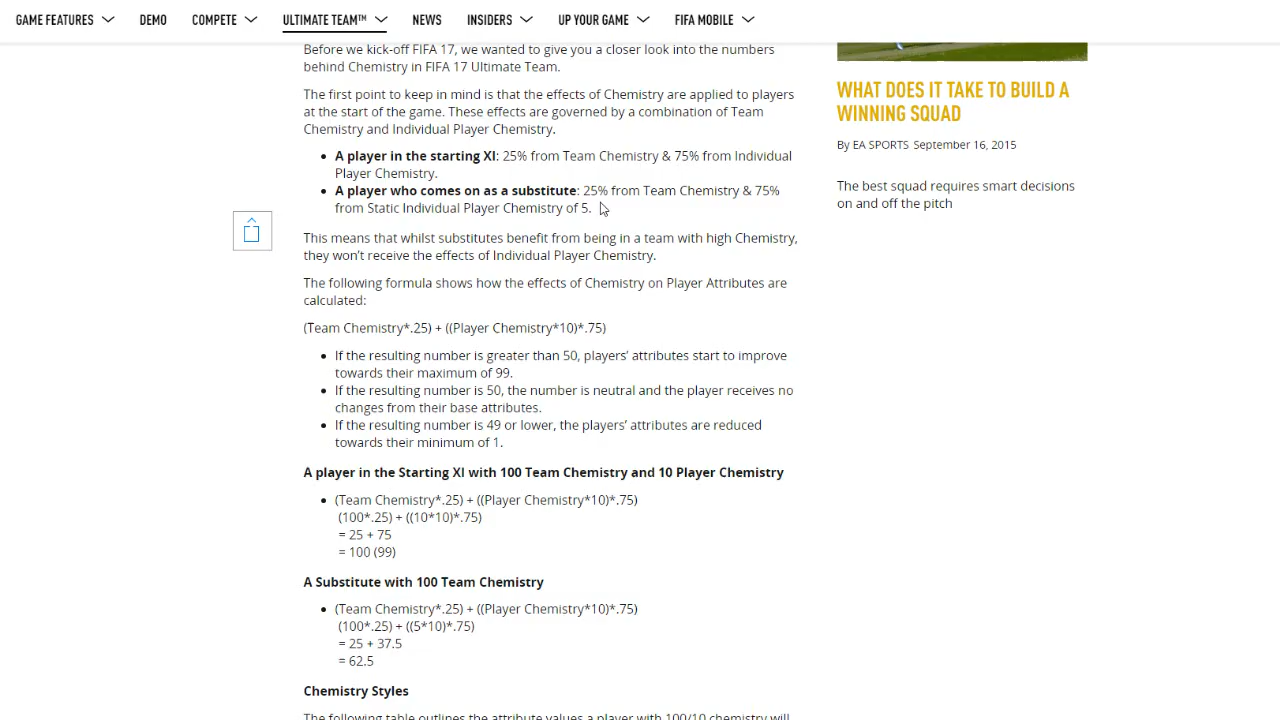 GAME FEATURES DEMO COMPETE ULTIMATE TEAM™ NEWS INSIDERS UP YOUR GAME FIFA MOBILE
Before we kick-off FIFA 17, we wanted to give you a closer look into the numbers
behind Chemistry in FIFA 17 Ultimate Team.
The first point to keep in mind is that the effects of Chemistry are applied to players
at the start of the game. These effects are governed by a combination of Team
Chemistry and Individual Player Chemistry.
• A player in the starting XI: 25% from Team Chemistry & 75% from Individual
Player Chemistry.
• A player who comes on as a substitute: 25% from Team Chemistry & 75%
from Static Individual Player Chemistry of 5.
This means that whilst substitutes benefit from being in a team with high Chemistry,
they won't receive the effects of Individual Player Chemistry.
The following formula shows how the effects of Chemistry on Player Attributes are
calculated:
(Team Chemistry*.25) + ((Player Chemistry*10)*.75)
• If the resulting number is greater than 50, players' attributes start to improve
towards their maximum of 99.
• If the resulting number is 50, the number is neutral and the player receives no
changes from their base attributes.
• If the resulting number is 49 or lower, the players' attributes are reduced
towards their minimum of 1.
A player in the Starting XI with 100 Team Chemistry and 10 Player Chemistry
• (Team Chemistry*.25) + ((Player Chemistry*10)*.75)
(100*.25) + ((10*10)*.75)
= 25 + 75
= 100 (99)
A Substitute with 100 Team Chemistry
• (Team Chemistry*.25) + ((Player Chemistry*10)*.75)
(100*.25) + ((5*10)*.75)
= 25 + 37.5
= 62.5
Chemistry Styles
The following table outlines the attribute values a player with 100/10 chemistry will
WHAT DOES IT TAKE TO BUILD A
WINNING SQUAD
By EA SPORTS September 16, 2015
The best squad requires smart decisions
on and off the pitch